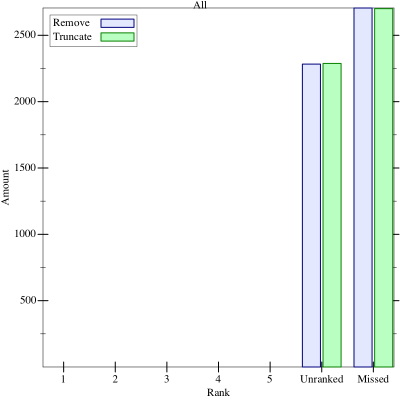 All
Remove
Truncate
2500
2000
1500
1000
500
Amount
1 2 3 4 5 Unranked Missed
Rank